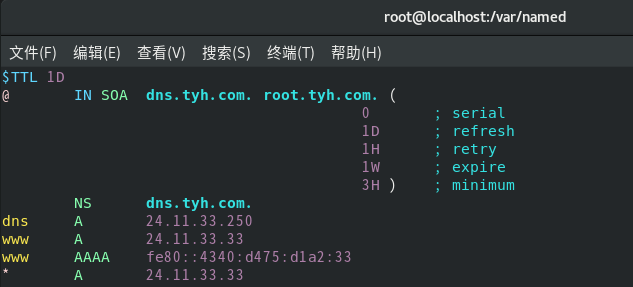 root@localhost:/var/named
文件(F) 编辑(E) 查看(V) 搜索(S) 终端(T) 帮助(H)
$TTL 1D
@ IN SOA dns.tyh.com. root.tyh.com. (
0 ; serial
1D ; refresh
1H ; retry
1W ; expire
3H ) ; minimum
NS dns.tyh.com.
dns A 24.11.33.250
www A 24.11.33.33
www AAAA fe80::4340:d475:d1a2:33
* A 24.11.33.33